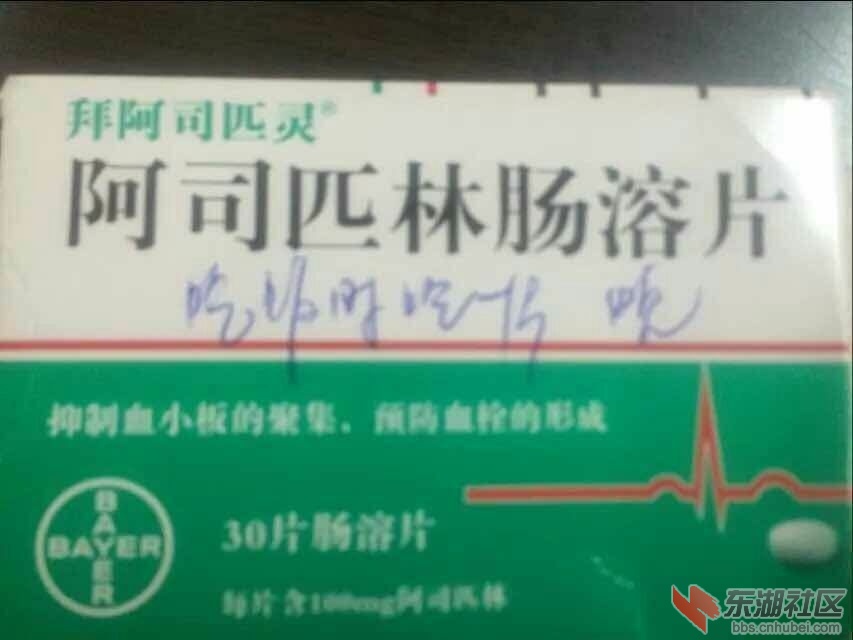 拜阿司匹灵®
阿司匹林肠溶片
吃 时吃一片 晚
抑制血小板的聚集、预防血栓的形成
BAYER
BAYER
30片肠溶片
每片含100mg阿司匹林
东湖社区
bbs.cnhubei.com